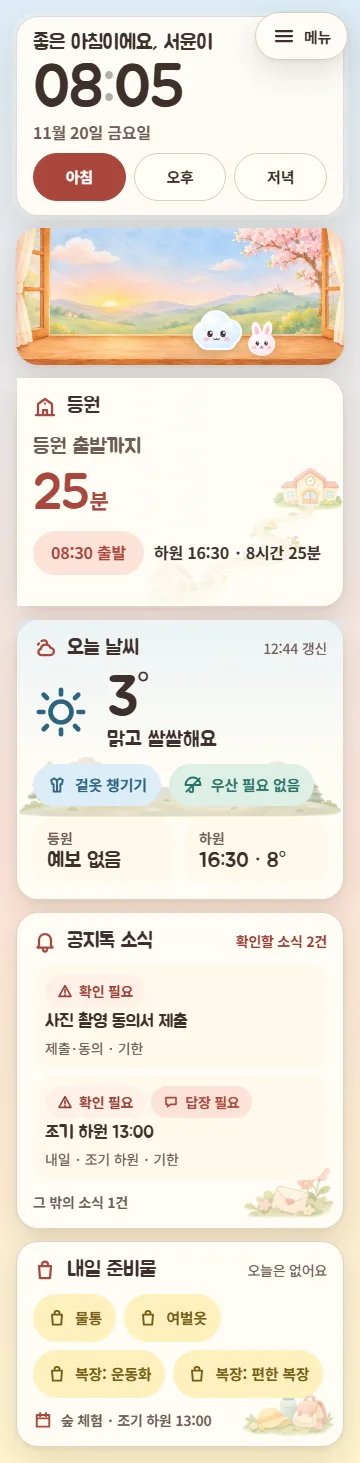 좋은 아침이에요, 서윤이
메뉴
08:05
11월 20일 금요일
아침
오후
저녁
등원
등원 출발까지
25분
08:30 출발
하원 16:30 · 8시간 25분
오늘 날씨
12:44 갱신
3°
맑고 쌀쌀해요
겉옷 챙기기
우산 필요 없음
등원
예보 없음
하원
16:30 · 8°
공지톡 소식
확인할 소식 2건
확인 필요
사진 촬영 동의서 제출
제출·동의 · 기한
확인 필요
답장 필요
조기 하원 13:00
내일 · 조기 하원 · 기한
그 밖의 소식 1건
내일 준비물
오늘은 없어요
물통
여벌옷
복장: 운동화
복장: 편한 복장
숲 체험 · 조기 하원 13:00